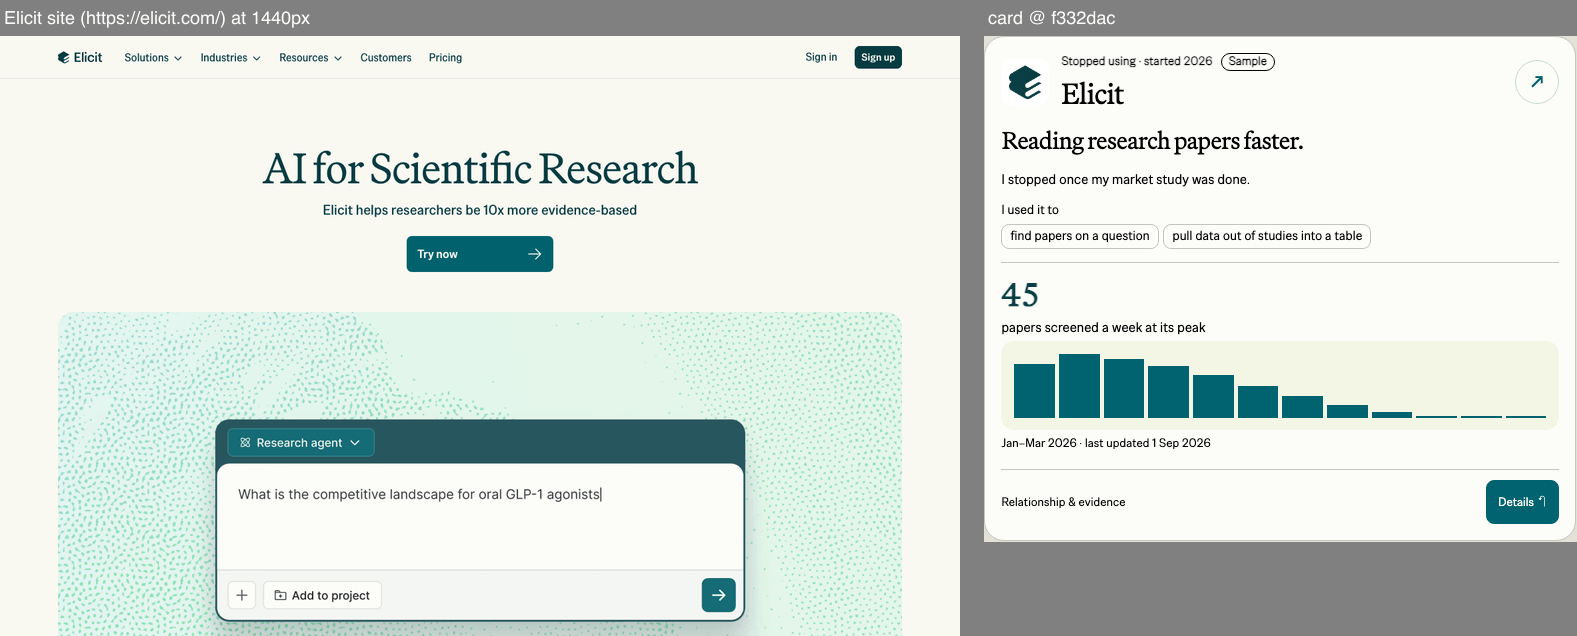 Elicit site (https://elicit.com/) at 1440px
Elicit
Solutions
Industries
Resources
Customers
Pricing
Sign in
Sign up
AI for Scientific Research
Elicit helps researchers be 10x more evidence-based
Try now
Research agent
What is the competitive landscape for oral GLP-1 agonists
Add to project
card @ f332dac
Stopped using · started 2026
Sample
Elicit
Reading research papers faster.
I stopped once my market study was done.
I used it to
find papers on a question
pull data out of studies into a table
45
papers screened a week at its peak
Jan–Mar 2026 · last updated 1 Sep 2026
Relationship & evidence
Details